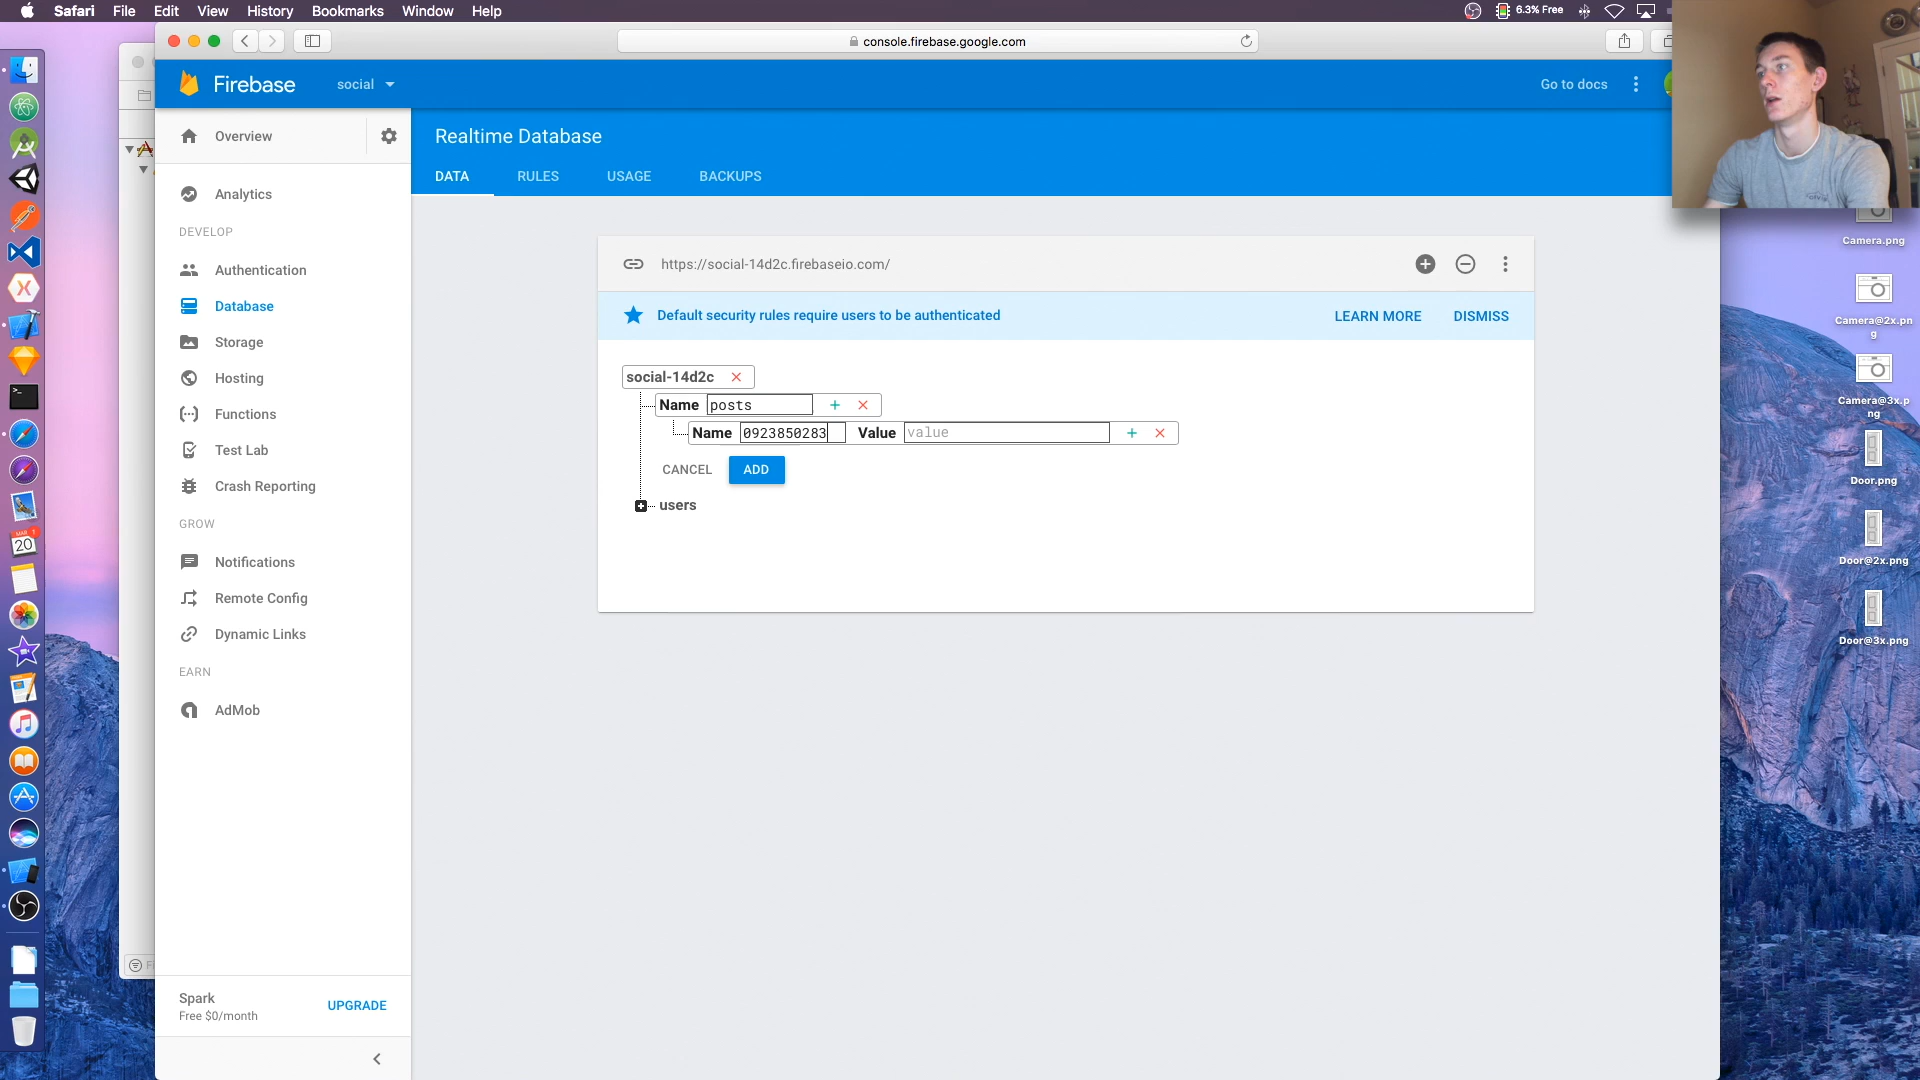 Safari File Edit View History Bookmarks Window Help
6.3% Free
console.firebase.google.com
Firebase
social
Go to docs
Overview
Realtime Database
DATA
RULES
USAGE
BACKUPS
Analytics
DEVELOP
Authentication
Database
Storage
Hosting
Functions
Test Lab
Crash Reporting
GROW
Notifications
Remote Config
Dynamic Links
EARN
AdMob
Spark
Free $0/month
UPGRADE
https://social-14d2c.firebaseio.com/
Default security rules require users to be authenticated
LEARN MORE
DISMISS
social-14d2c
Name posts
Name 0923850283 Value value
CANCEL
ADD
users
Camera.png
Camera@2x.pn
g
Camera@3x.p
ng
Door.png
Door@2x.png
Door@3x.png
MAR
20